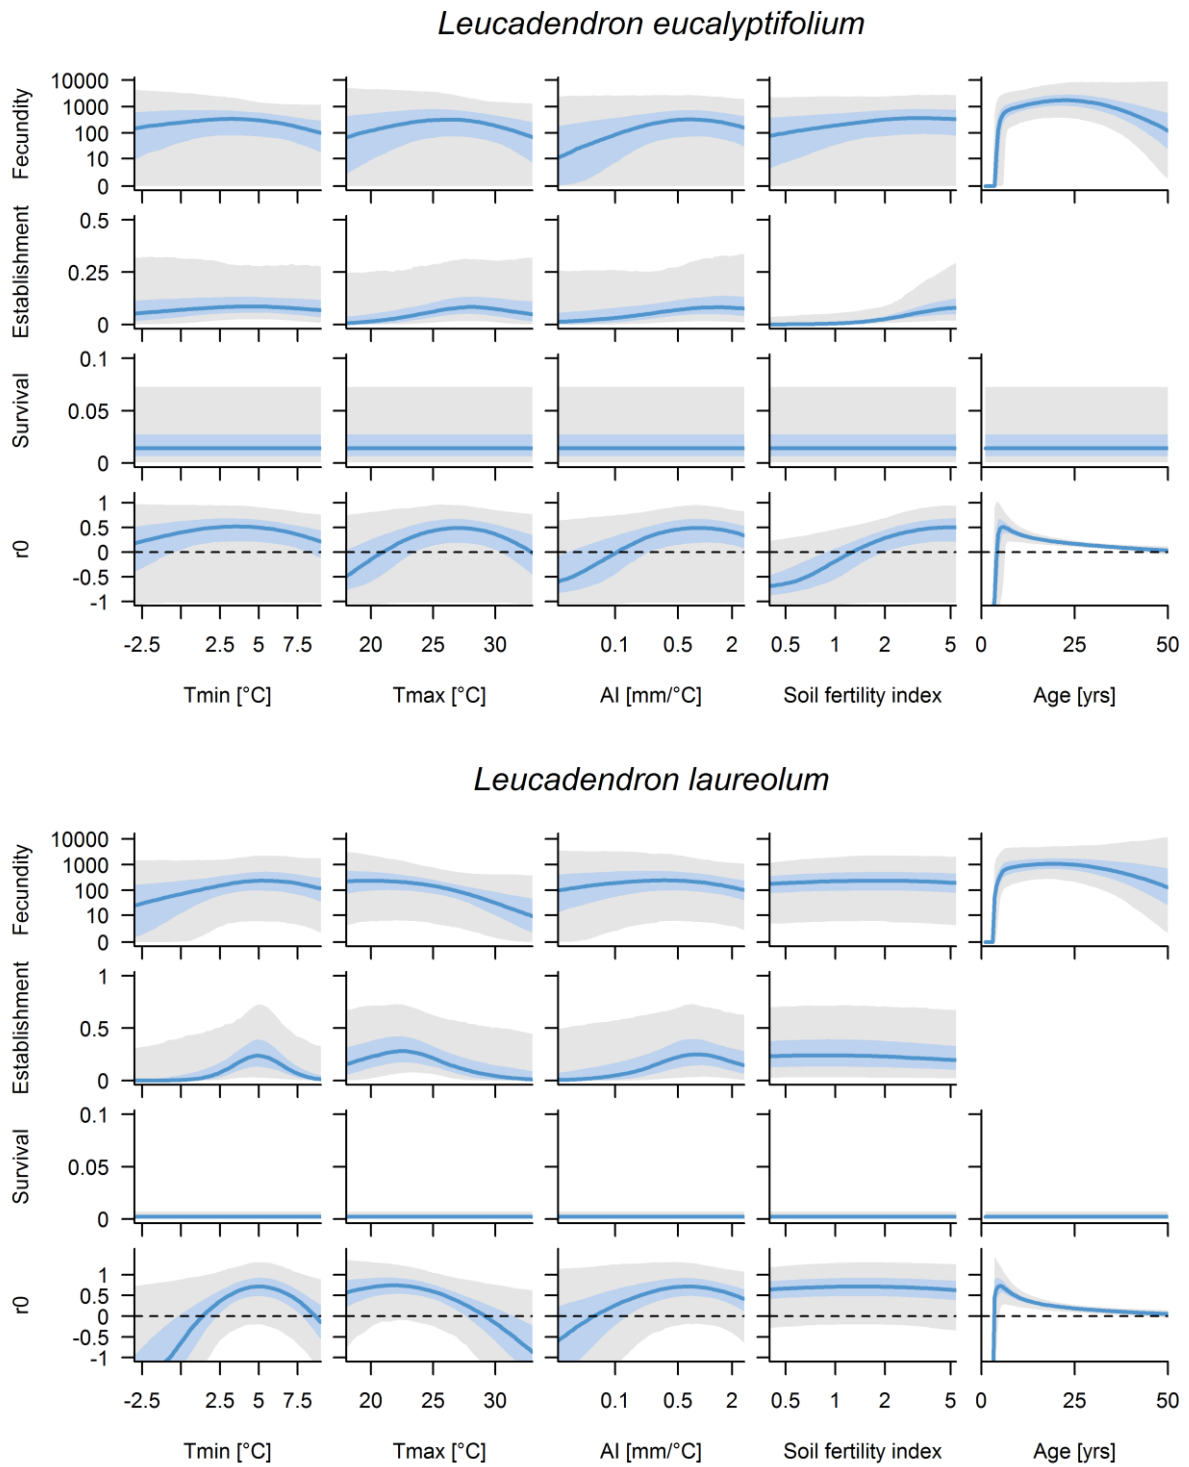 Leucadendron eucalyptifolium
Fecundity
10000
1000
100
10
0
Establishment
0.5
0.25
0
Survival
0.1
0.05
0
r0
1
0.5
0
-0.5
-1
-2.5 2.5 5 7.5 20 25 30 0.1 0.5 2 0.5 1 2 5 0 25 50
Tmin [°C] Tmax [°C] AI [mm/°C] Soil fertility index Age [yrs]
Leucadendron laureolum
Fecundity
10000
1000
100
10
0
Establishment
1
0.5
0
Survival
0.1
0.05
0
r0
1
0.5
0
-0.5
-1
-2.5 2.5 5 7.5 20 25 30 0.1 0.5 2 0.5 1 2 5 0 25 50
Tmin [°C] Tmax [°C] AI [mm/°C] Soil fertility index Age [yrs]